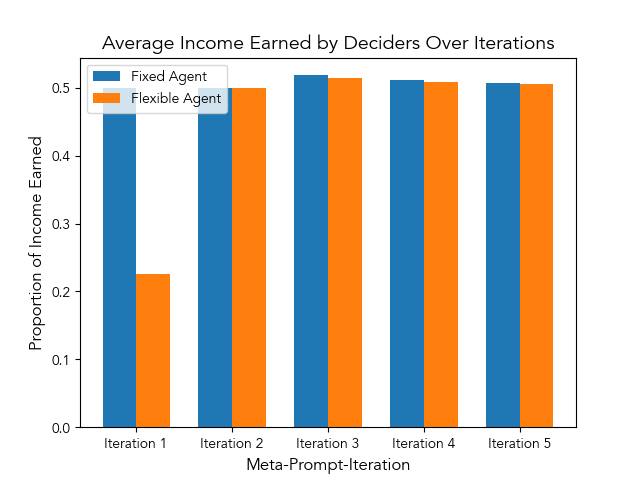 Average Income Earned by Deciders Over Iterations
Fixed Agent
Flexible Agent
Proportion of Income Earned
0.5
0.4
0.3
0.2
0.1
0.0
Iteration 1 Iteration 2 Iteration 3 Iteration 4 Iteration 5
Meta-Prompt-Iteration